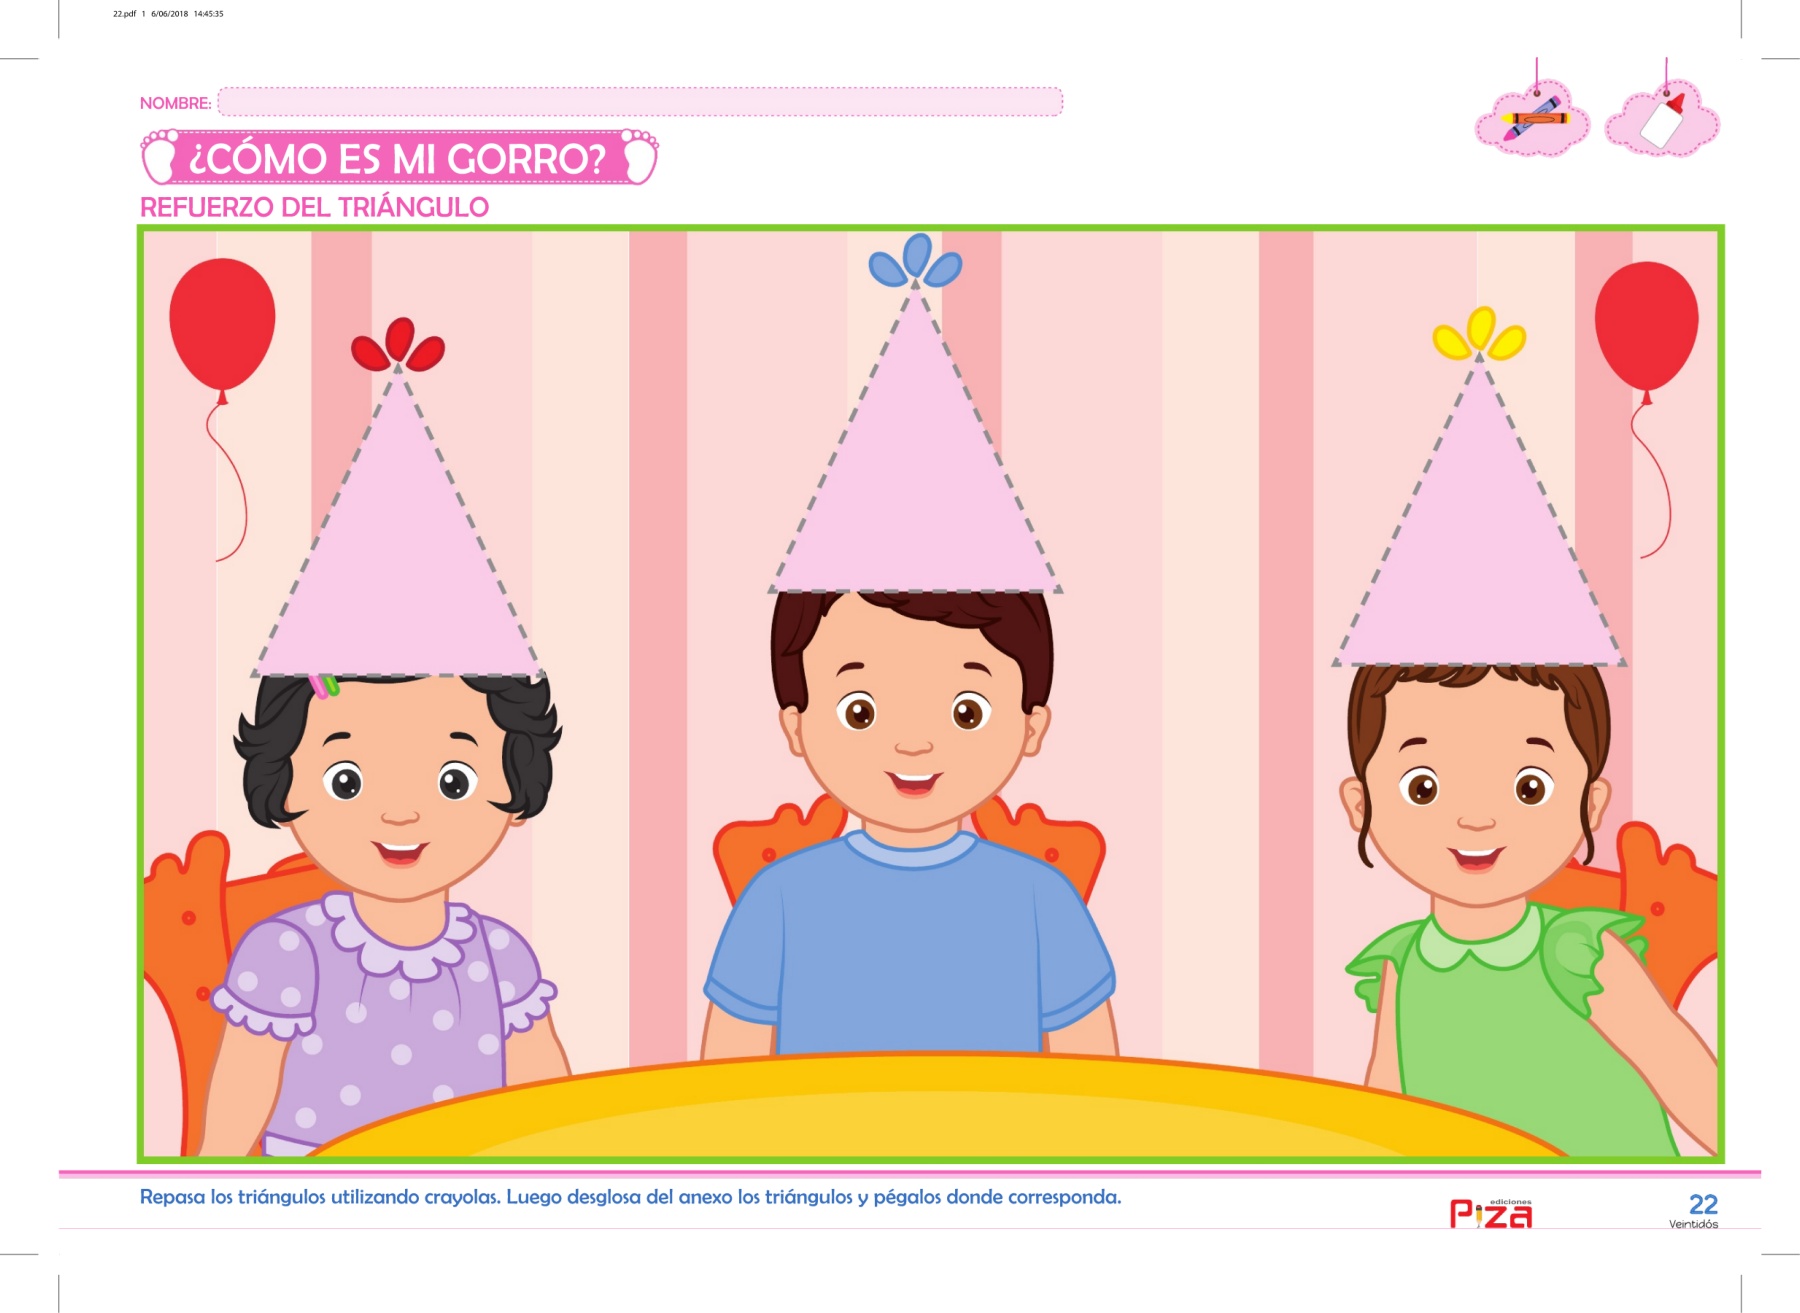 22.pdf 1 6/06/2018 14:45:35
NOMBRE:
¿CÓMO ES MI GORRO?
REFUERZO DEL TRIÁNGULO
Repasa los triángulos utilizando crayolas. Luego desglosa del anexo los triángulos y pégalos donde corresponda.
ediciones
Piza
22
Veintidós